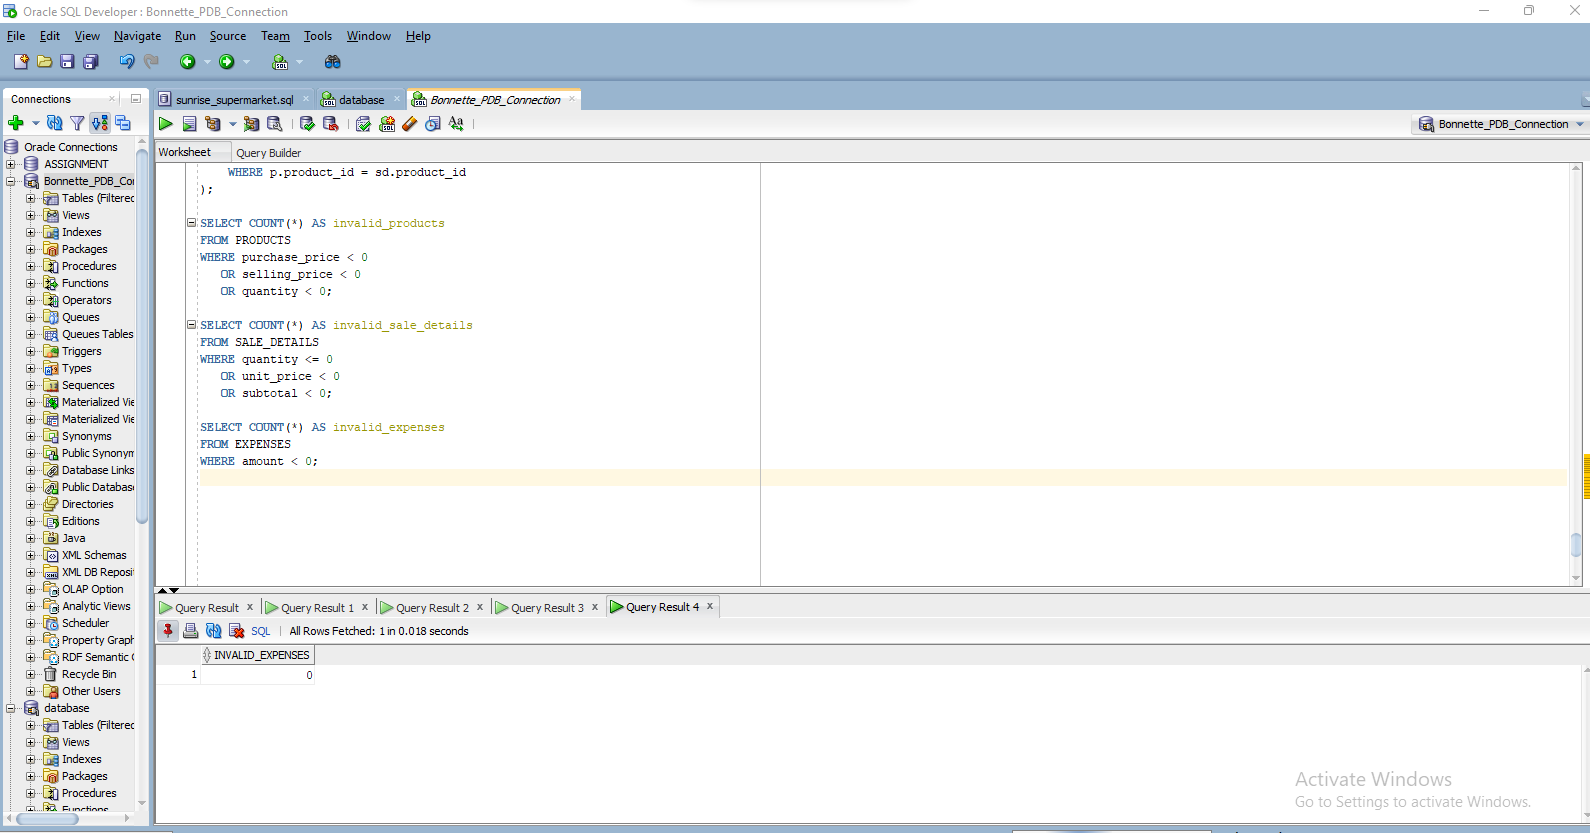 Oracle SQL Developer : Bonnette_PDB_Connection
File Edit View Navigate Run Source Team Tools Window Help
Connections
sunrise_supermarket.sql
database
Bonnette_PDB_Connection
Bonnette_PDB_Connection
Worksheet
Query Builder
Oracle Connections
ASSIGNMENT
Bonnette_PDB_Co
Tables (Filtered
Views
Indexes
Packages
Procedures
Functions
Operators
Queues
Queues Tables
Triggers
Types
Sequences
Materialized Vie
Materialized Vie
Synonyms
Public Synonym
Database Links
Public Databas
Directories
Editions
Java
XML Schemas
XML DB Reposi
OLAP Option
Analytic Views
Scheduler
Property Graph
RDF Semantic
Recycle Bin
Other Users
database
Tables (Filtered
Views
Indexes
Packages
Procedures
Functions
WHERE p.product_id = sd.product_id
);
SELECT COUNT(*) AS invalid_products
FROM PRODUCTS
WHERE purchase_price < 0
OR selling_price < 0
OR quantity < 0;
SELECT COUNT(*) AS invalid_sale_details
FROM SALE_DETAILS
WHERE quantity <= 0
OR unit_price < 0
OR subtotal < 0;
SELECT COUNT(*) AS invalid_expenses
FROM EXPENSES
WHERE amount < 0;
Query Result x Query Result 1 x Query Result 2 x Query Result 3 x Query Result 4 x
SQL | All Rows Fetched: 1 in 0.018 seconds
INVALID_EXPENSES
1 0
Activate Windows
Go to Settings to activate Windows.